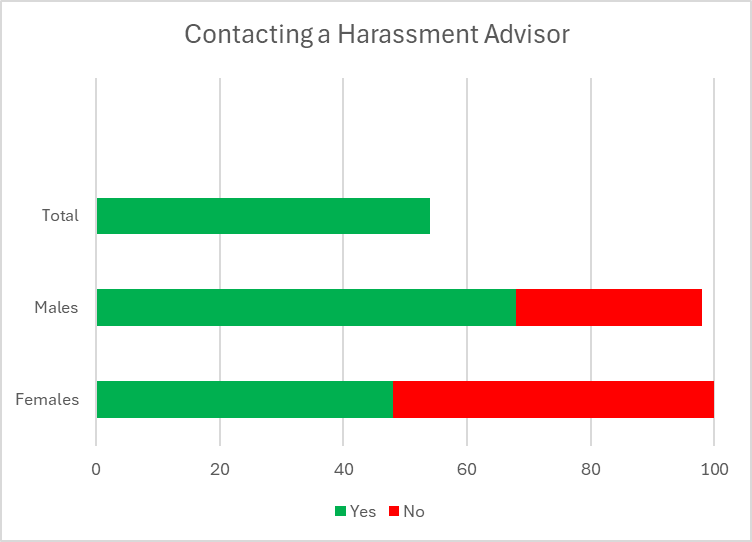 Contacting a Harassment Advisor
Total
Males
Females
0 20 40 60 80 100
Yes No